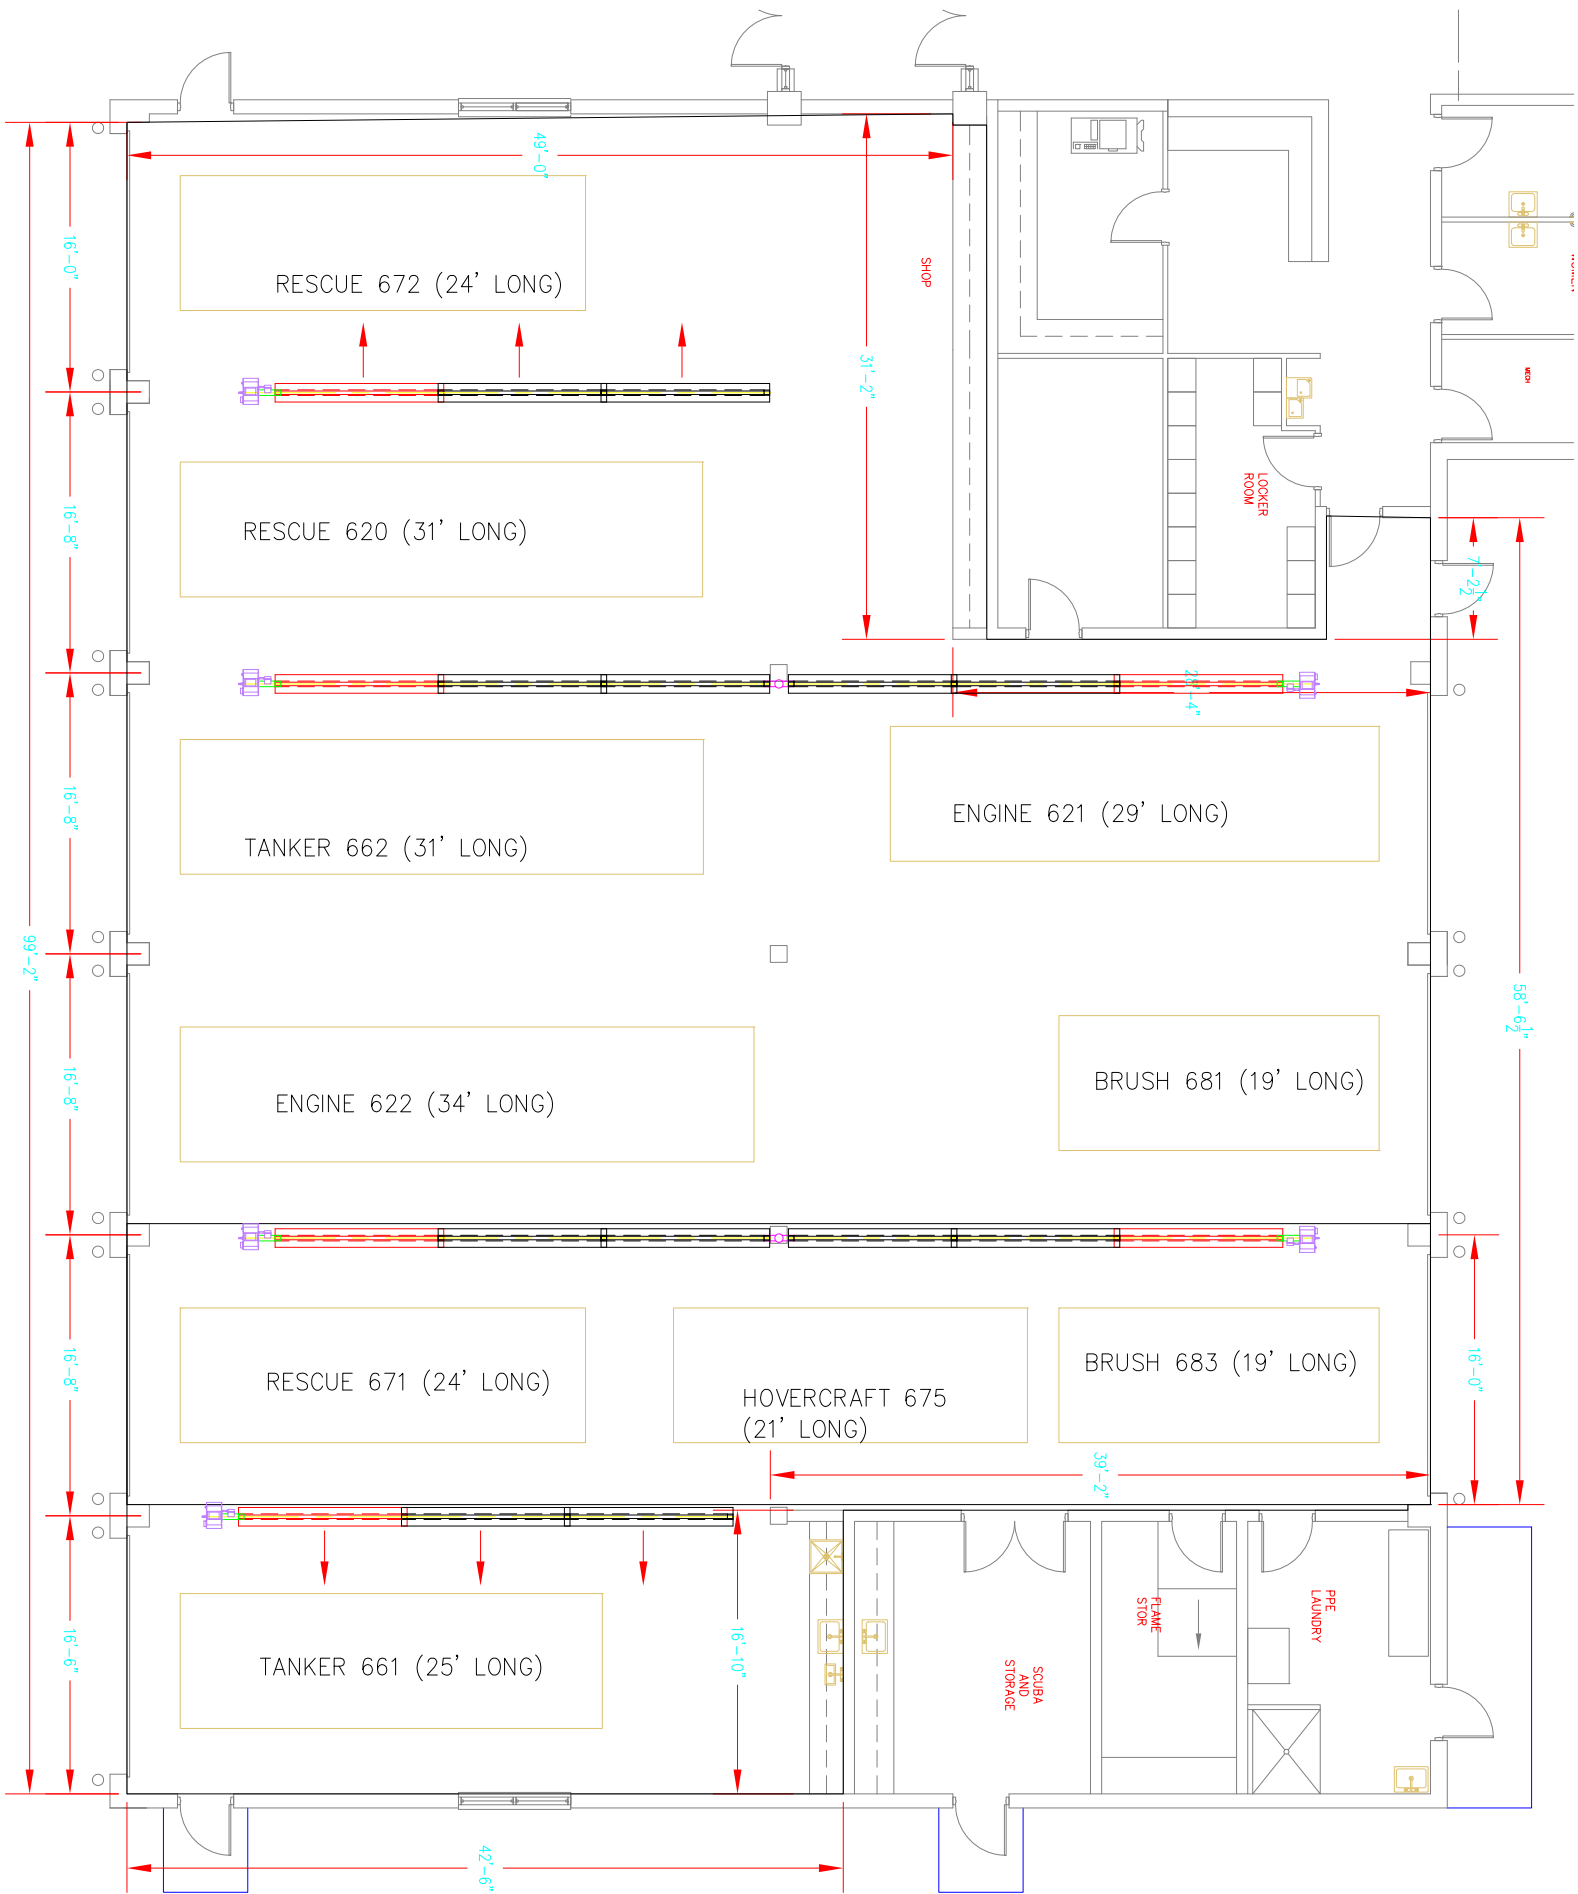 49'-0"
16'-0"
RESCUE 672 (24' LONG)
SHOP
31'-2"
MECH
16'-8"
RESCUE 620 (31' LONG)
LOCKER
ROOM
7'-2½"
TANKER 662 (31' LONG)
ENGINE 621 (29' LONG)
16'-8"
99'-2"
58'-6½"
ENGINE 622 (34' LONG)
BRUSH 681 (19' LONG)
16'-8"
RESCUE 671 (24' LONG)
HOVERCRAFT 675
(21' LONG)
BRUSH 683 (19' LONG)
16'-8"
16'-0"
39'-2"
TANKER 661 (25' LONG)
16'-6"
16'-10"
SCUBA
AND
STORAGE
FLAME
STOR
PPE
LAUNDRY
42'-6"